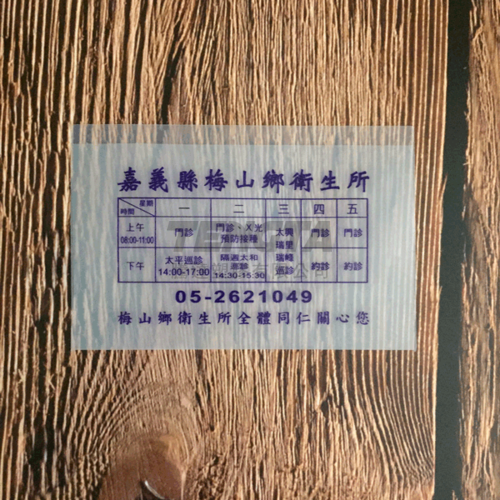 嘉義縣梅山鄉衛生所
星期 時間 一 二 三 四 五
上午 08:00-11:00 門診 門診、X光 預防接種 太興 瑞里 瑞峰 巡診 門診 門診
下午 太平巡診 14:00-17:00 隔週太和 巡診 14:30-15:30 約診 約診
05-2621049
梅山鄉衛生所全體同仁關心您